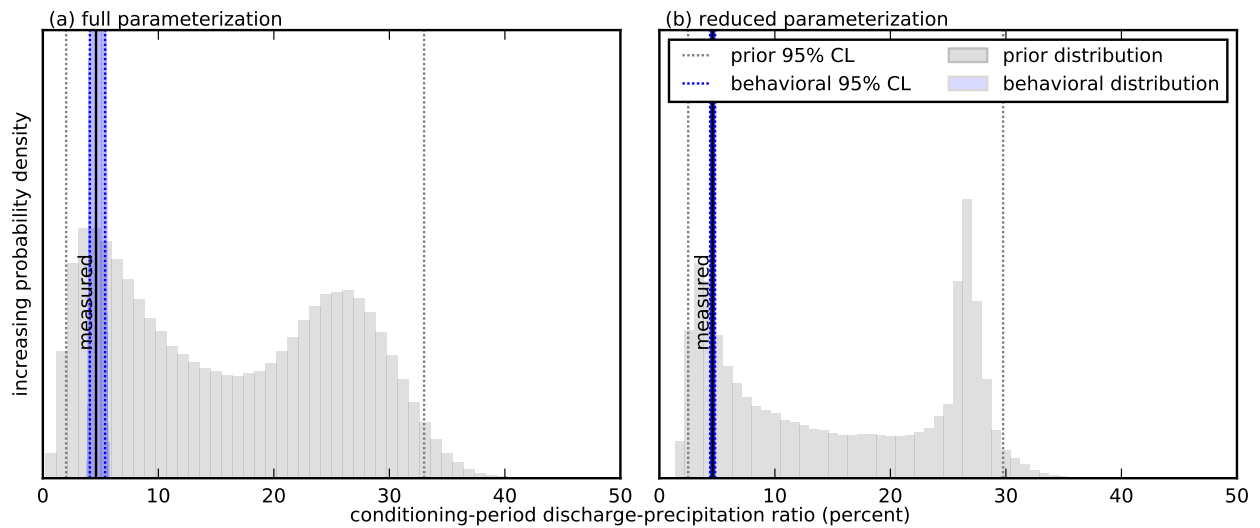 (a) full parameterization
(b) reduced parameterization
prior 95% CL
behavioral 95% CL
prior distribution
behavioral distribution
increasing probability density
measured
measured
0 10 20 30 40 50
0 10 20 30 40 50
conditioning-period discharge-precipitation ratio (percent)